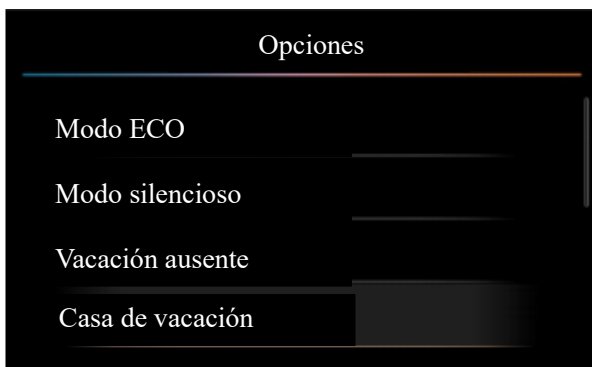 Opciones
Modo ECO
Modo silencioso
Vacación ausente
Casa de vacación